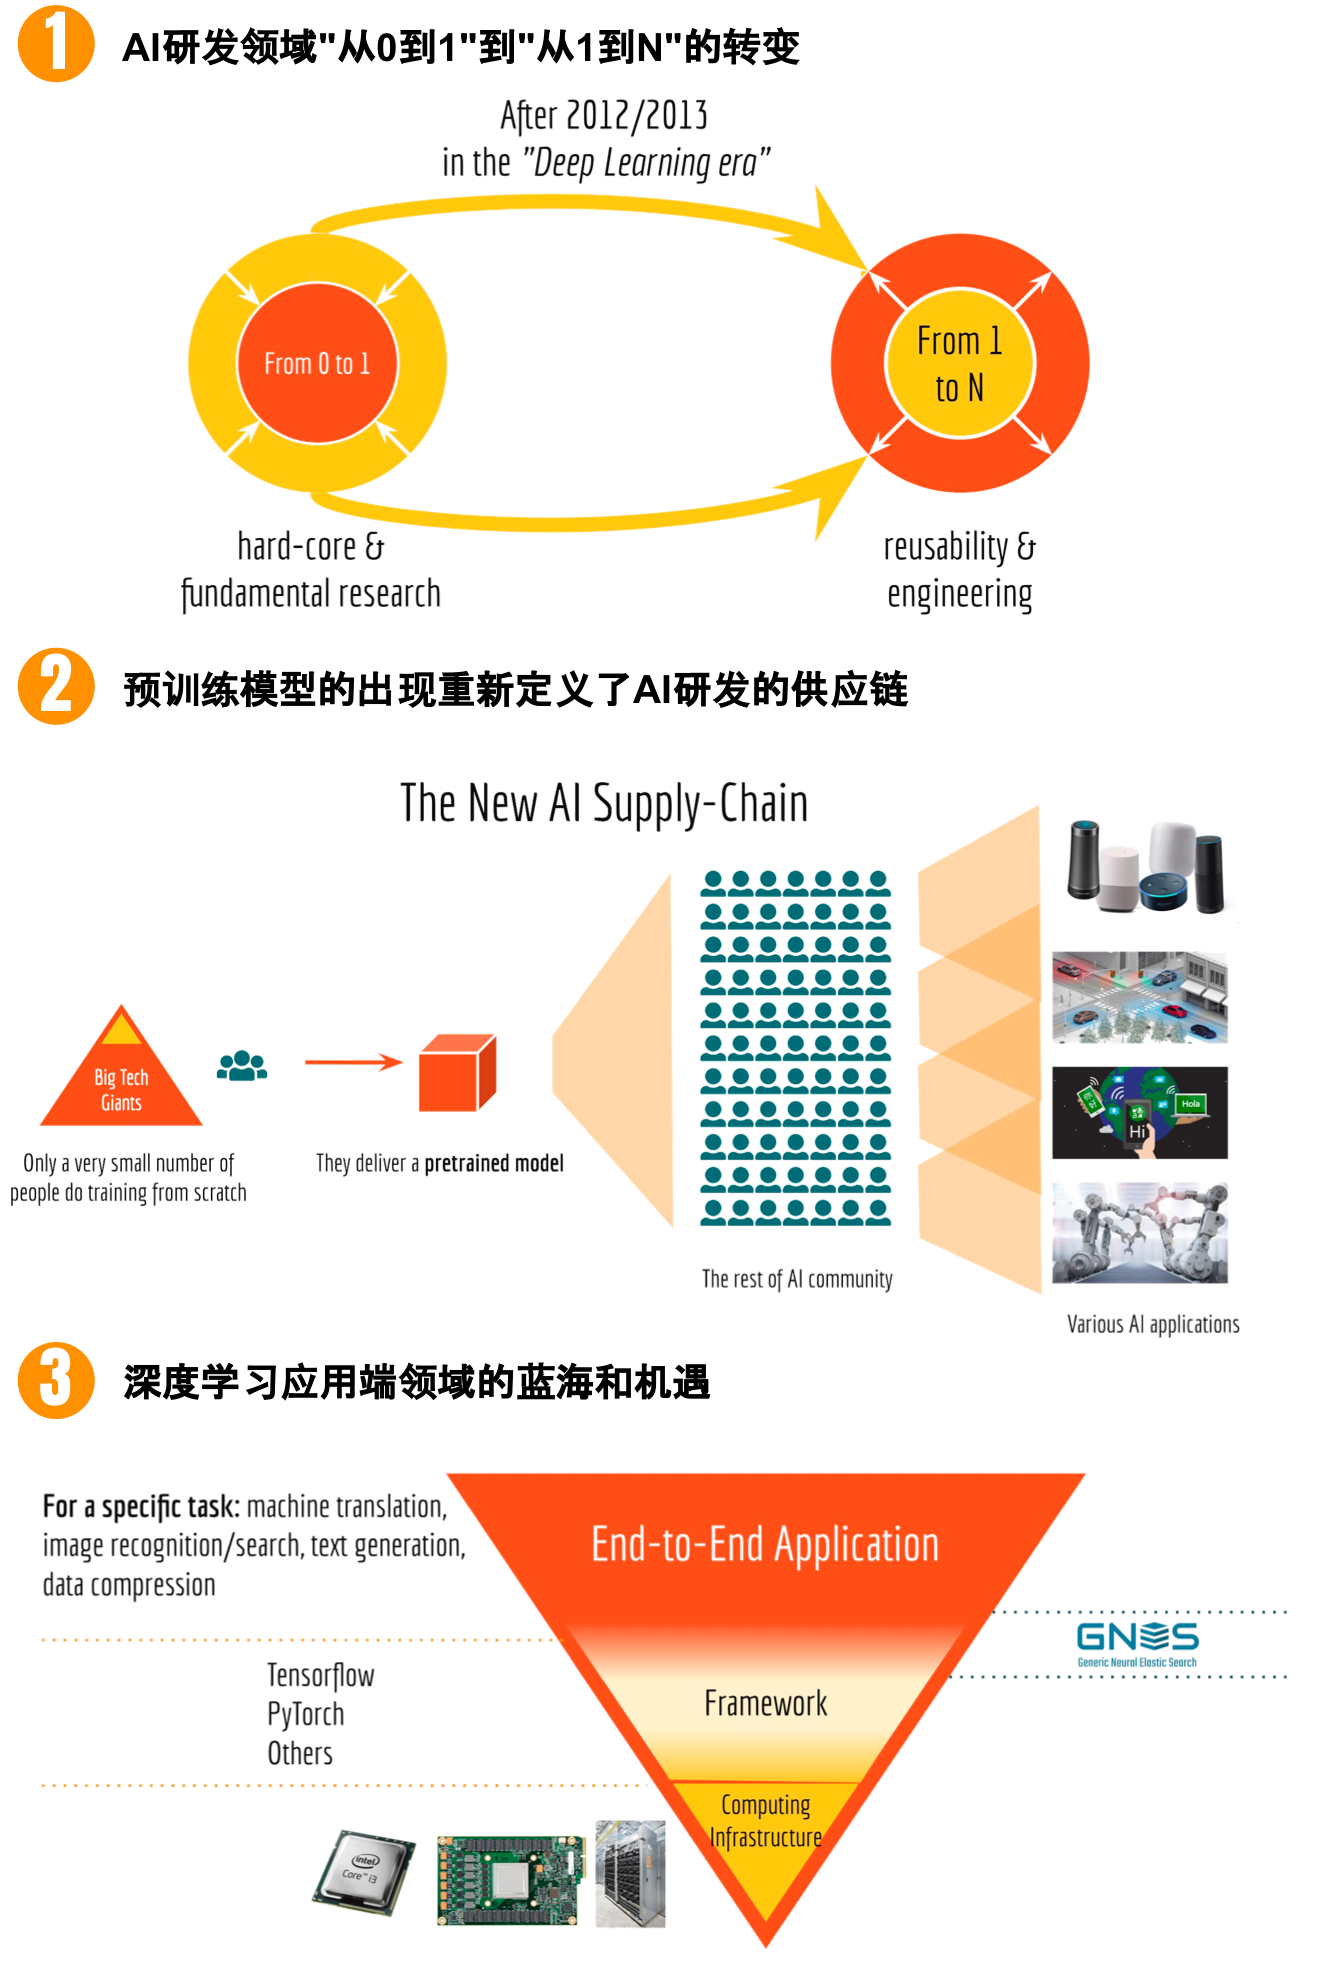 1
AI研发领域"从0到1"到"从1到N"的转变
After 2012/2013
in the "Deep Learning era"
From 0 to 1
From 1
to N
hard-core &
fundamental research
reusability &
engineering
2
预训练模型的出现重新定义了AI研发的供应链
The New AI Supply-Chain
Big Tech
Giants
Only a very small number of
people do training from scratch
They deliver a pretrained model
The rest of AI community
Hola
Hi
Various AI applications
3
深度学习应用端领域的蓝海和机遇
For a specific task: machine translation,
image recognition/search, text generation,
data compression
End-to-End Application
GNES
Generic Neural Elastic Search
Tensorflow
PyTorch
Others
Framework
Computing
Infrastructure
intel
Core™ i3